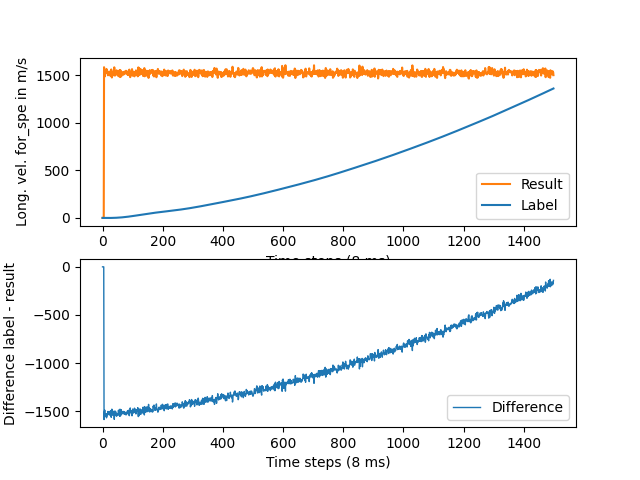 Long. vel. for_spe in m/s
1500
1000
500
0
Result
Label
0 200 400 600 800 1000 1200 1400
Time steps (8 ms)
Difference label - result
0
−500
−1000
−1500
Difference
0 200 400 600 800 1000 1200 1400
Time steps (8 ms)